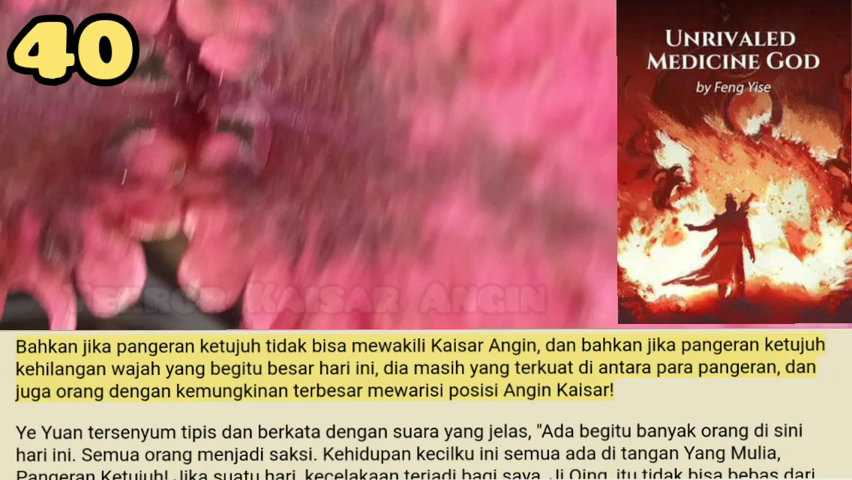 40
UNRIVALED
MEDICINE GOD
by Feng Yise
TERROR KAISAR ANGIN
Bahkan jika pangeran ketujuh tidak bisa mewakili Kaisar Angin, dan bahkan jika pangeran ketujuh
kehilangan wajah yang begitu besar hari ini, dia masih yang terkuat di antara para pangeran, dan
juga orang dengan kemungkinan terbesar mewarisi posisi Angin Kaisar!
Ye Yuan tersenyum tipis dan berkata dengan suara yang jelas, "Ada begitu banyak orang di sini
hari ini. Semua orang menjadi saksi. Kehidupan kecilku ini semua ada di tangan Yang Mulia,
Pangeran Ketujuh! Jika suatu hari, kecelakaan terjadi bagi saya, Ji Qing, itu tidak bisa bebas dari